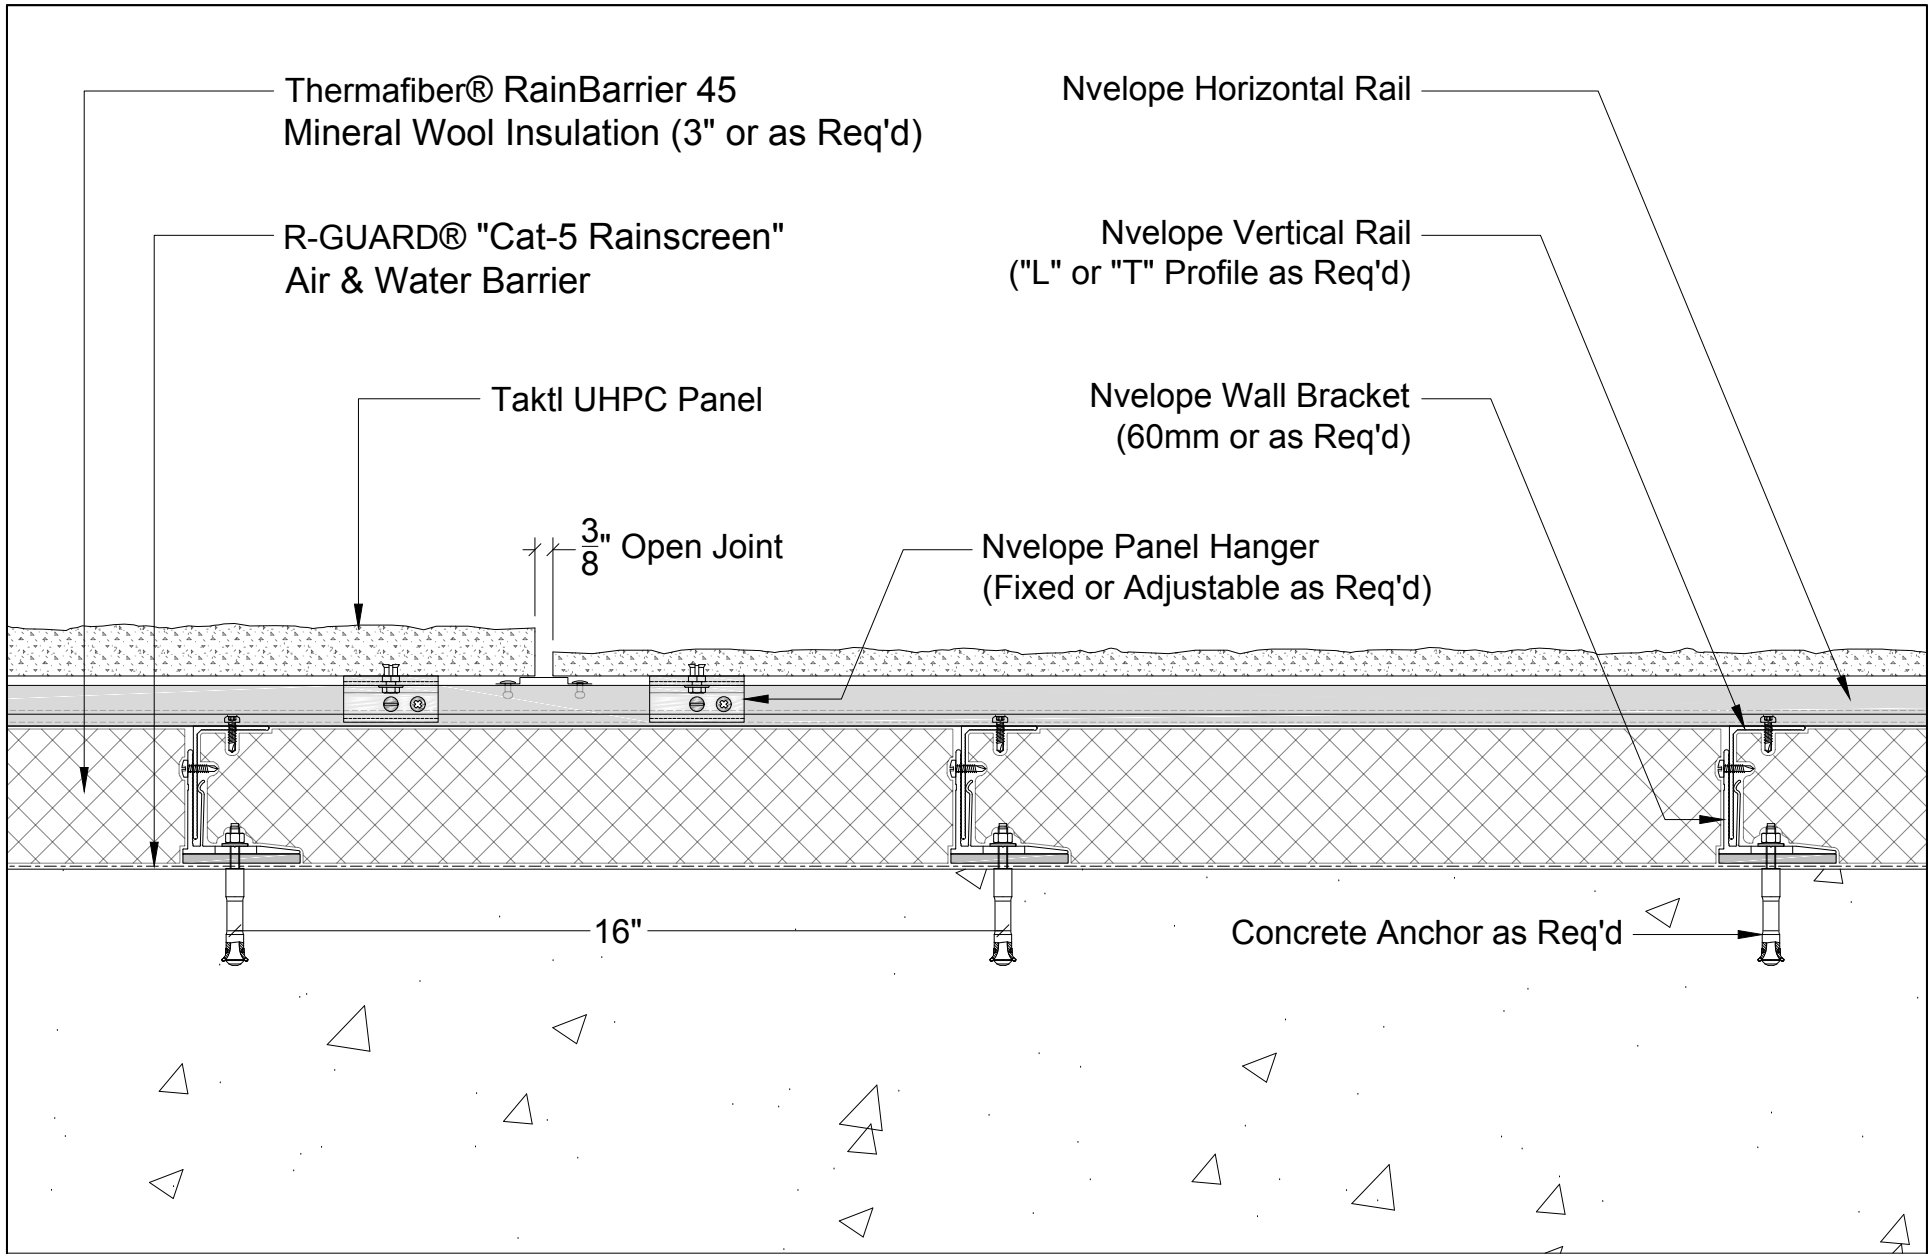 Thermafiber® RainBarrier 45
Mineral Wool Insulation (3" or as Req'd)
R-GUARD® "Cat-5 Rainscreen"
Air & Water Barrier
Taktl UHPC Panel
3/8" Open Joint
Nvelope Horizontal Rail
Nvelope Vertical Rail
("L" or "T" Profile as Req'd)
Nvelope Wall Bracket
(60mm or as Req'd)
Nvelope Panel Hanger
(Fixed or Adjustable as Req'd)
16"
Concrete Anchor as Req'd